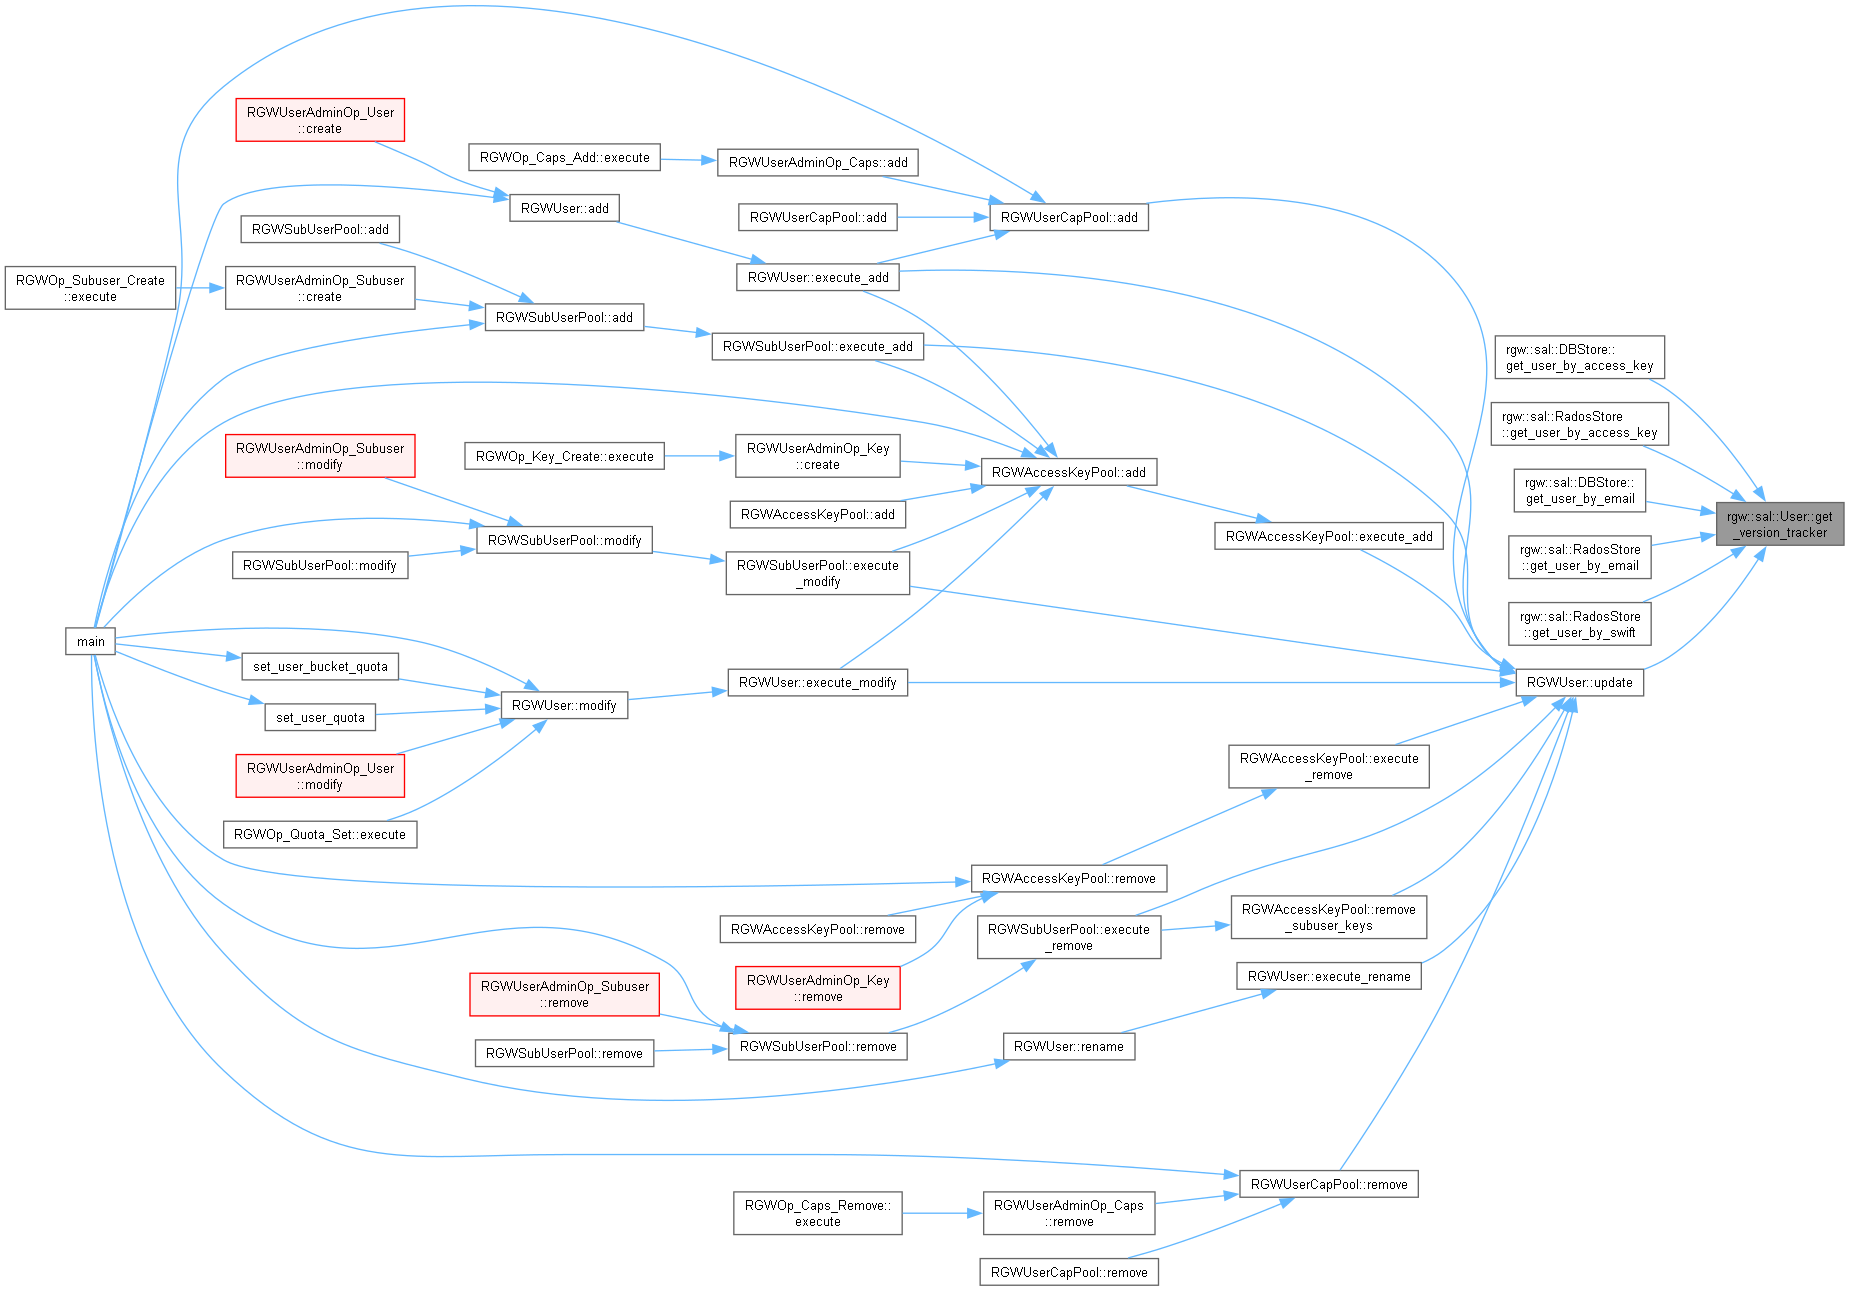 RGWUserAdminOp_User
::create
RGWOp_Caps_Add::execute
RGWUserAdminOp_Caps::add
RGWUser::add
RGWUserCapPool::add
RGWUserCapPool::add
RGWSubUserPool::add
RGWOp_Subuser_Create
::execute
RGWUserAdminOp_Subuser
::create
RGWUser::execute_add
RGWSubUserPool::add
RGWSubUserPool::execute_add
rgw::sal::DBStore::
get_user_by_access_key
rgw::sal::RadosStore
::get_user_by_access_key
RGWUserAdminOp_Subuser
::modify
RGWOp_Key_Create::execute
RGWUserAdminOp_Key
::create
RGWAccessKeyPool::add
rgw::sal::DBStore::
get_user_by_email
RGWAccessKeyPool::add
rgw::sal::User::get
_version_tracker
RGWAccessKeyPool::execute_add
RGWSubUserPool::modify
rgw::sal::RadosStore
::get_user_by_email
RGWSubUserPool::modify
RGWSubUserPool::execute
_modify
rgw::sal::RadosStore
::get_user_by_swift
main
set_user_bucket_quota
RGWUser::execute_modify
RGWUser::update
RGWUser::modify
set_user_quota
RGWUserAdminOp_User
::modify
RGWAccessKeyPool::execute
_remove
RGWOp_Quota_Set::execute
RGWAccessKeyPool::remove
RGWAccessKeyPool::remove
_subuser_keys
RGWAccessKeyPool::remove
RGWSubUserPool::execute
_remove
RGWUser::execute_rename
RGWUserAdminOp_Subuser
::remove
RGWUserAdminOp_Key
::remove
RGWSubUserPool::remove
RGWSubUserPool::remove
RGWUser::rename
RGWUserCapPool::remove
RGWOp_Caps_Remove::
execute
RGWUserAdminOp_Caps
::remove
RGWUserCapPool::remove